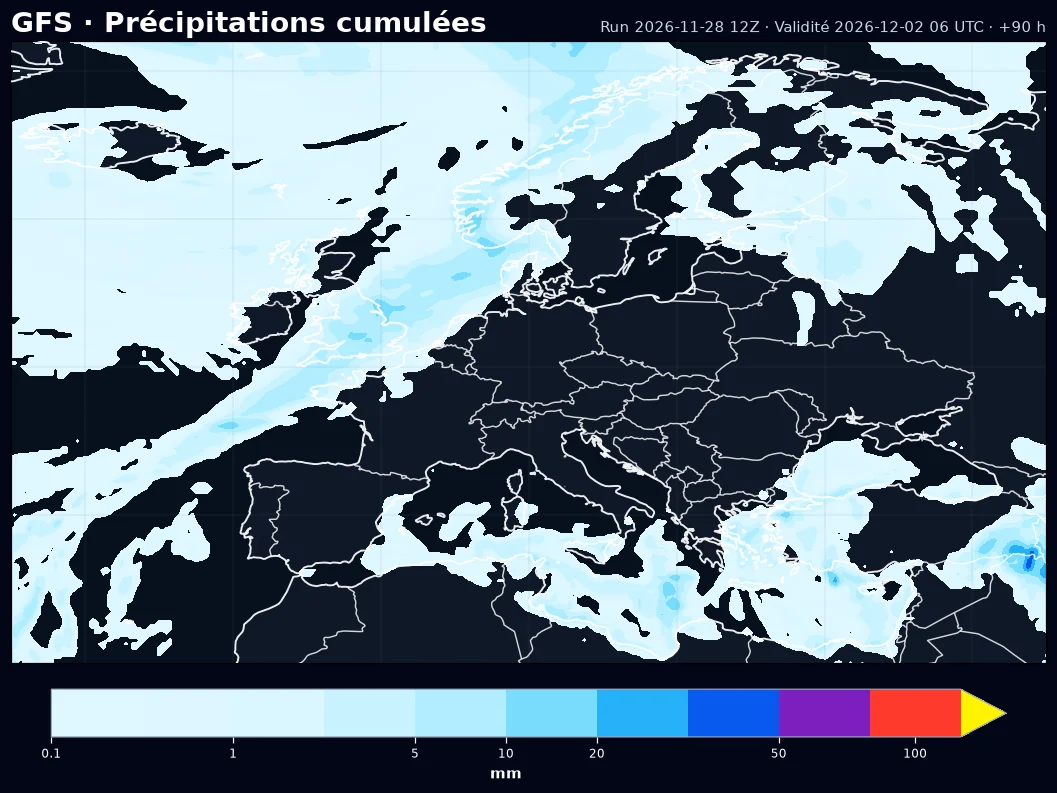 GFS · Précipitations cumulées
Run 2026-11-28 12Z · Validité 2026-12-02 06 UTC · +90 h
0.1 1 5 10 20 50 100
mm